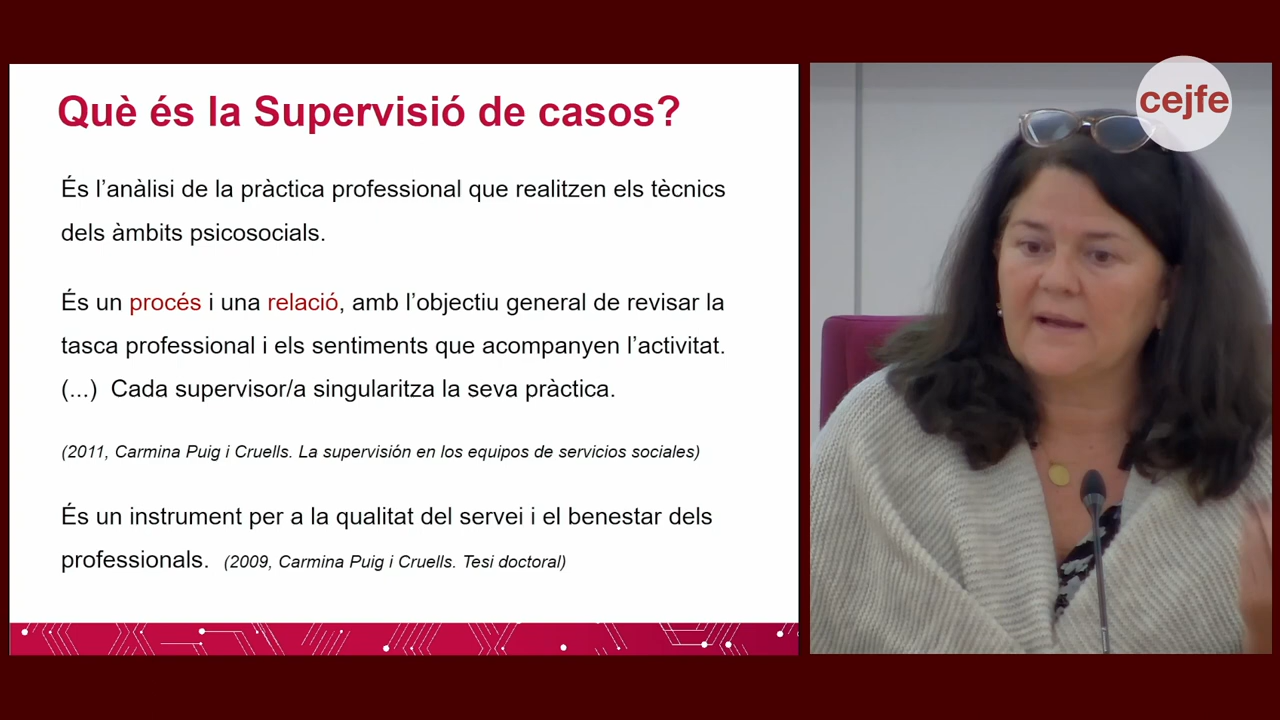 Què és la Supervisió de casos?
És l’anàlisi de la pràctica professional que realitzen els tècnics
dels àmbits psicosocials.
És un procés i una relació, amb l’objectiu general de revisar la
tasca professional i els sentiments que acompanyen l’activitat.
(...) Cada supervisor/a singularitza la seva pràctica.
(2011, Carmina Puig i Cruells. La supervisión en los equipos de servicios sociales)
És un instrument per a la qualitat del servei i el benestar dels
professionals. (2009, Carmina Puig i Cruells. Tesi doctoral)
cejfe